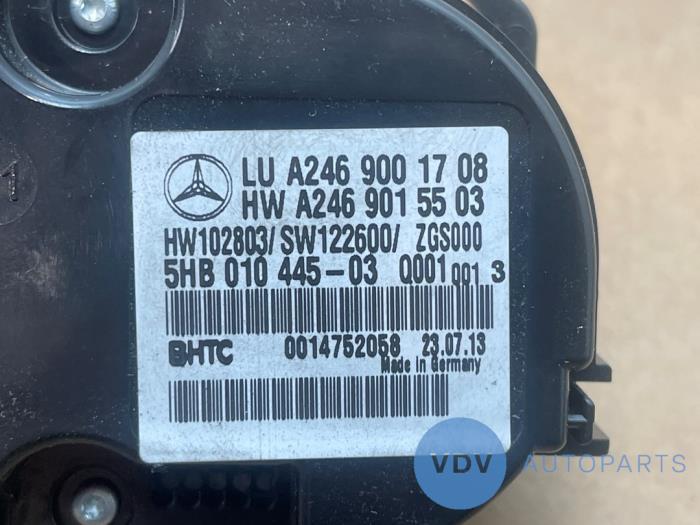 LU A246 900 17 08
HW A246 901 55 03
HW102803/ SW122600/ ZGS000
5HB 010 445-03 Q001 001 3
BHTC 0014752058 23.07.13
Made in Germany
VDV AUTOPARTS